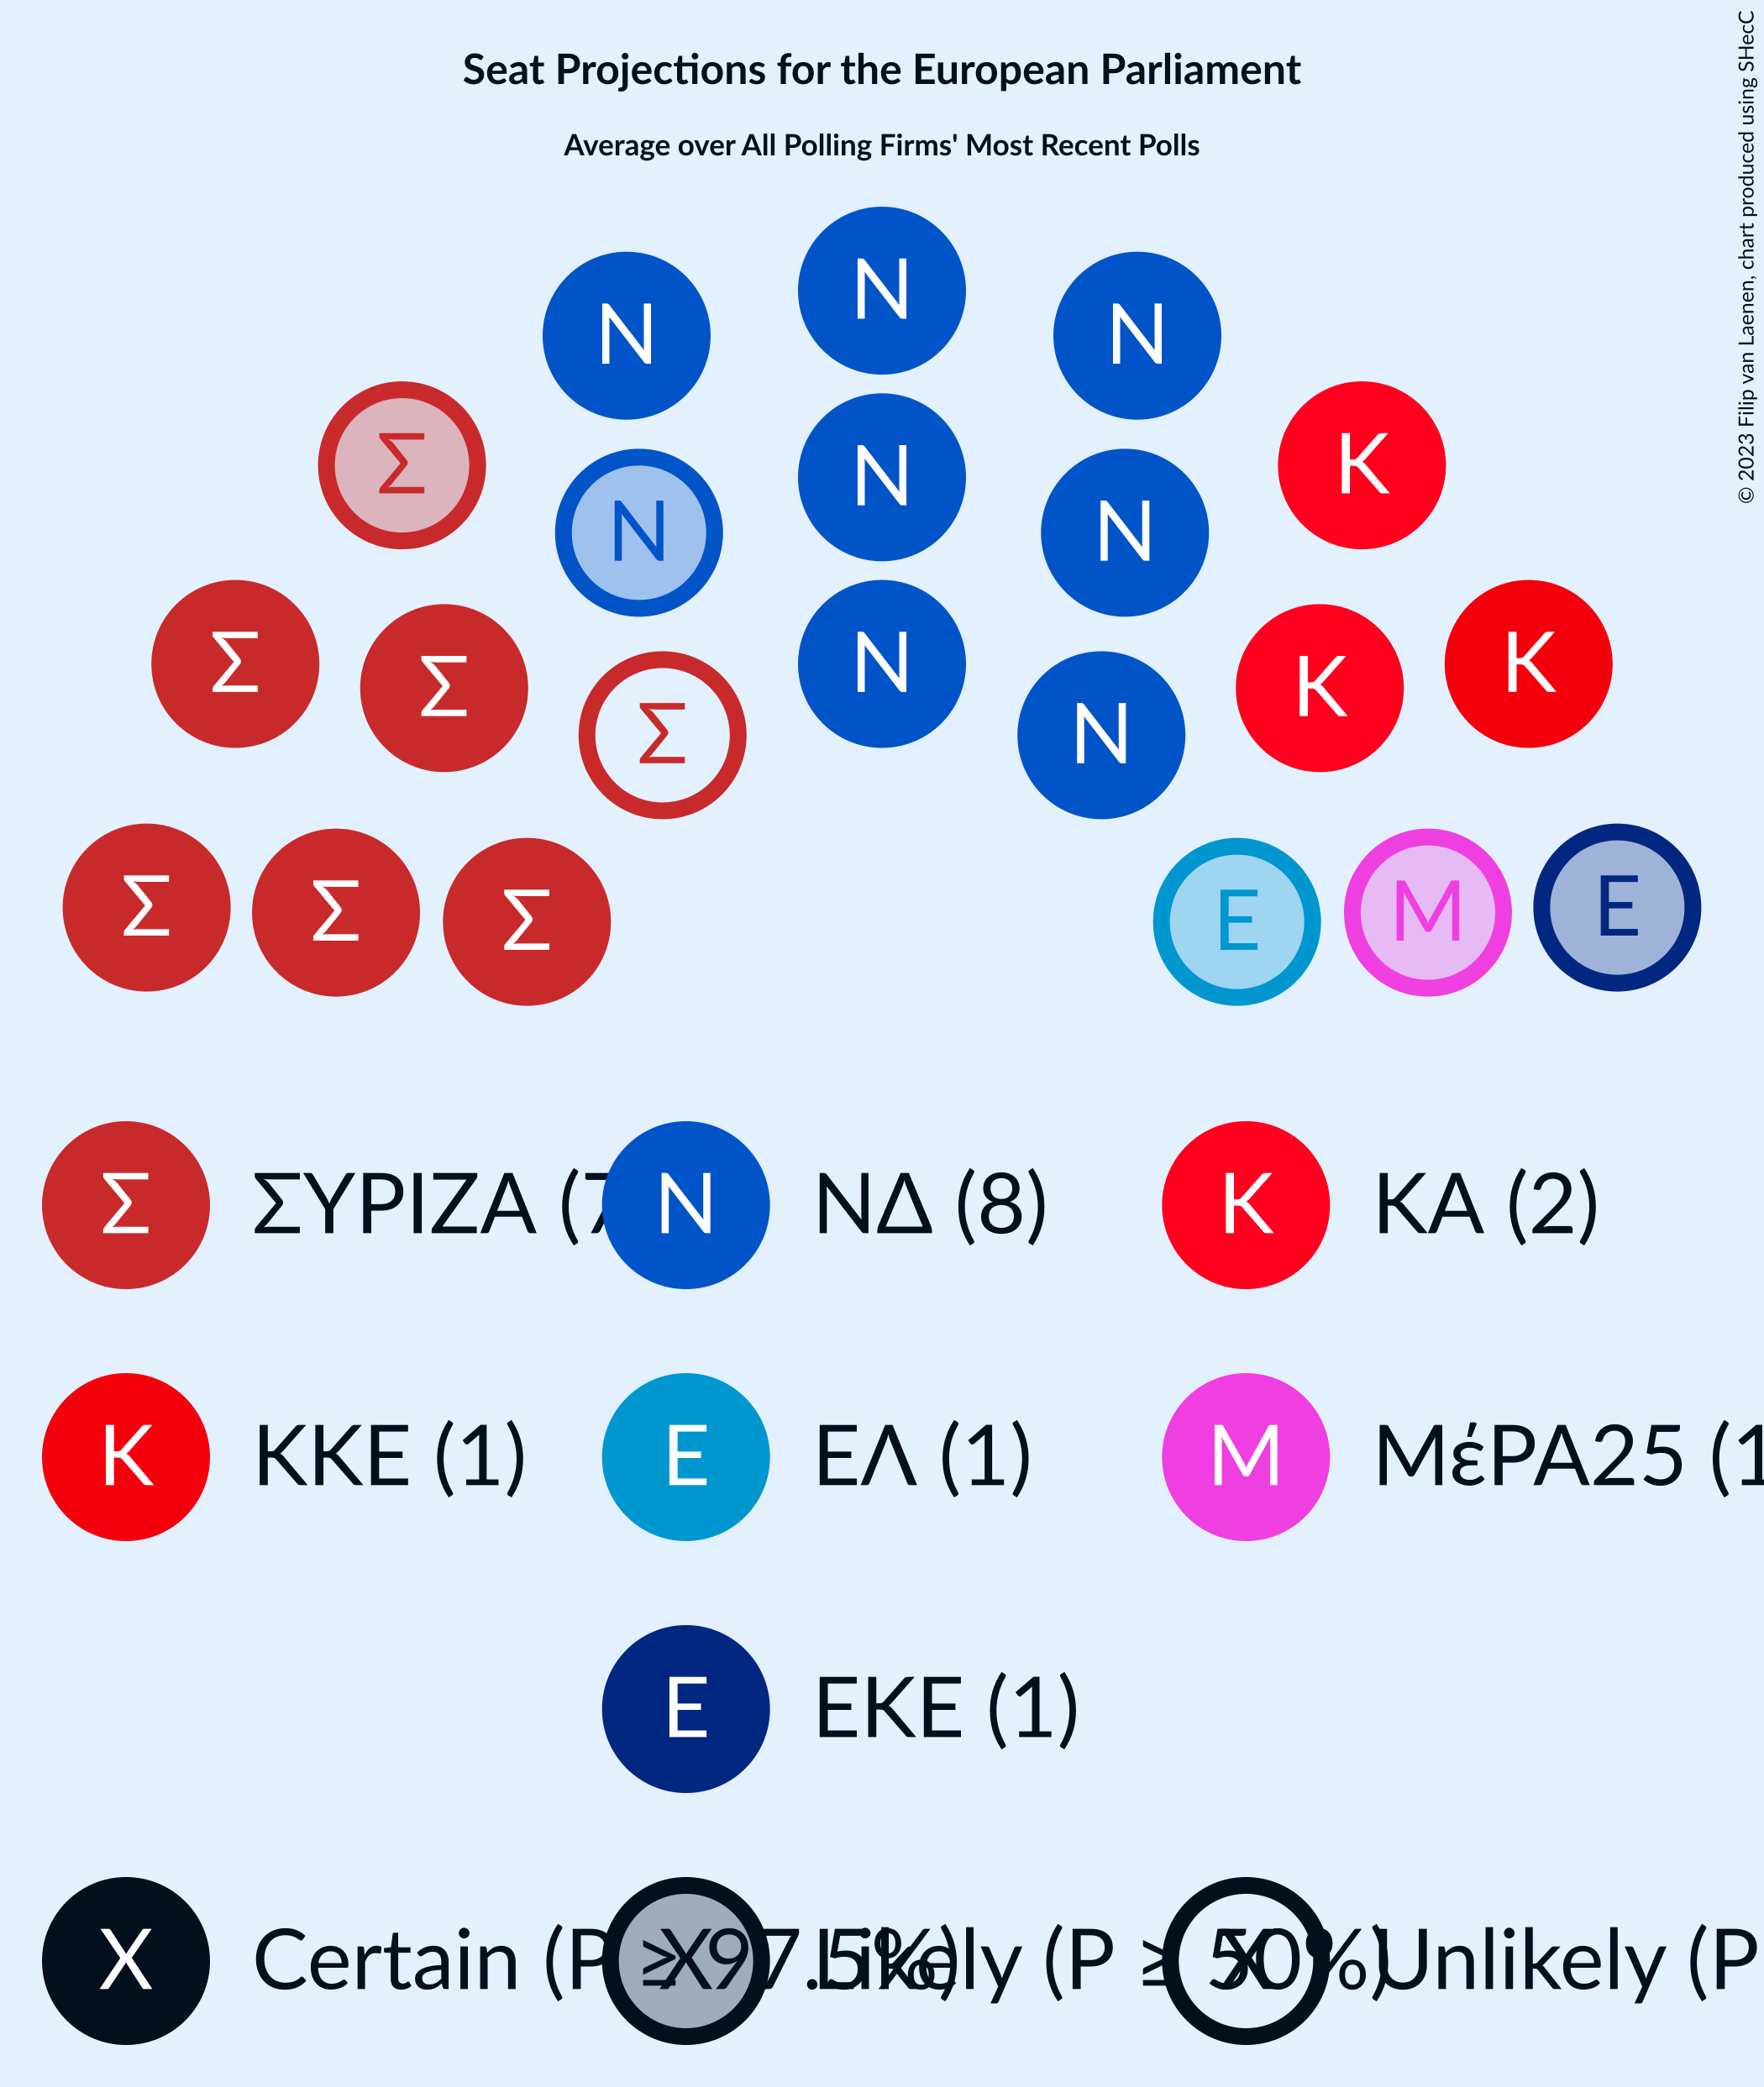 Seat Projections for the European Parliament
Average over All Polling Firms' Most Recent Polls
© 2023 Filip van Laenen, chart produced using SHecC
N
N N
Σ K
N
N N
Σ N K
Σ K
Σ N
Σ Σ Σ E M E
Σ ΣΥΡΙΖΑ (7 N ΝΔ (8) K ΚΑ (2)
K ΚΚΕ (1) E ΕΛ (1) M ΜέΡΑ25 (1
E ΕΚΕ (1)
X Certain (P ≥ 97.5%) X Likely (P ≥ 50%) X Unlikely (P